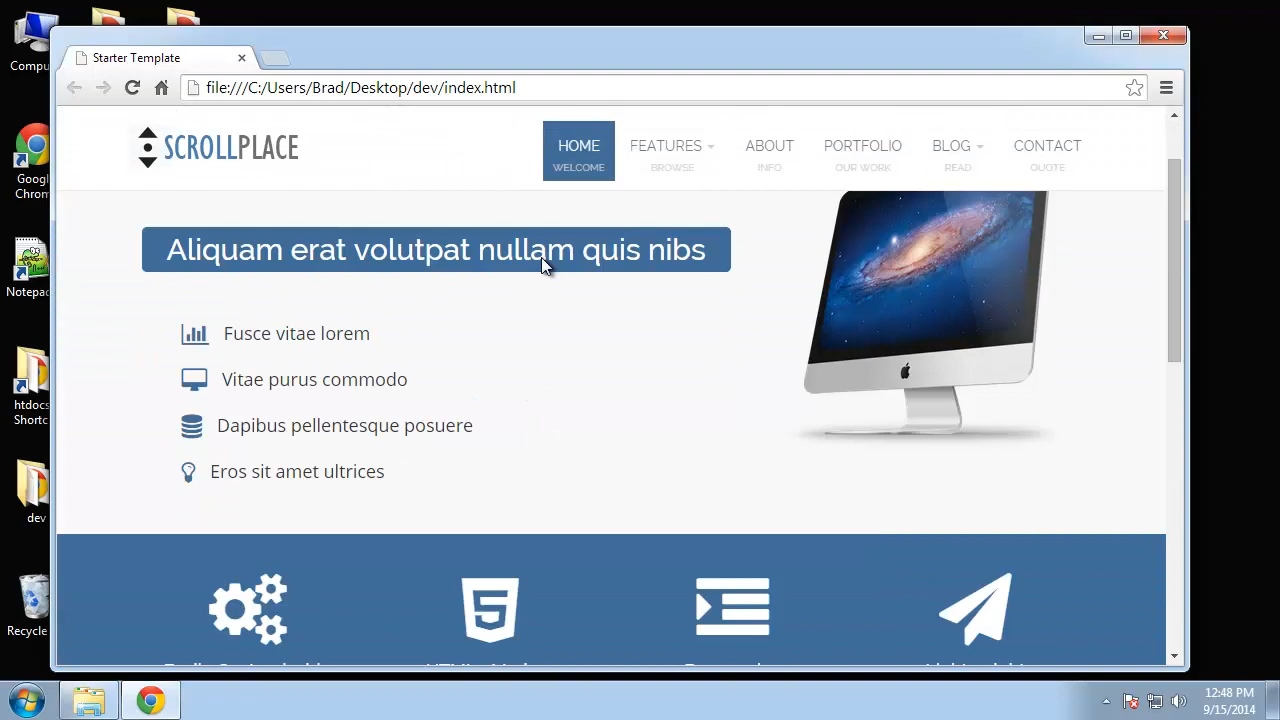 Compu
Google
Chrom
Notepa
htdocs
Shortc
dev
Recycle
Starter Template
file:///C:/Users/Brad/Desktop/dev/index.html
SCROLLPLACE
HOME
WELCOME
FEATURES
BROWSE
ABOUT
INFO
PORTFOLIO
OUR WORK
BLOG
READ
CONTACT
QUOTE
Aliquam erat volutpat nullam quis nibs
Fusce vitae lorem
Vitae purus commodo
Dapibus pellentesque posuere
Eros sit amet ultrices
12:48 PM
9/15/2014